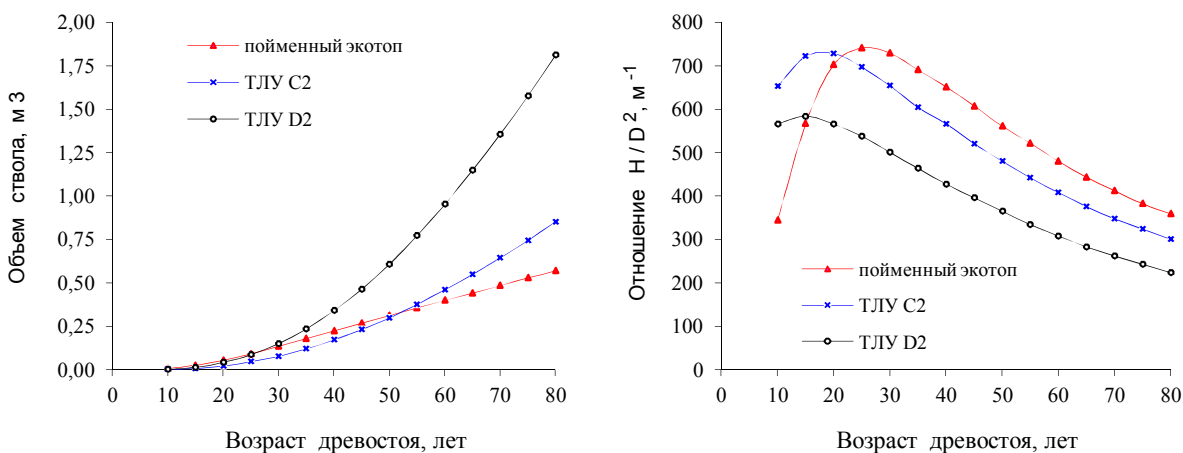 Объем ствола, м 3
2,00
1,75
1,50
1,25
1,00
0,75
0,50
0,25
0,00
0 10 20 30 40 50 60 70 80
Возраст древостоя, лет
пойменный экотоп
ТЛУ C2
ТЛУ D2
Отношение H / D 2, м -1
800
700
600
500
400
300
200
100
0
0 10 20 30 40 50 60 70 80
Возраст древостоя, лет
пойменный экотоп
ТЛУ C2
ТЛУ D2